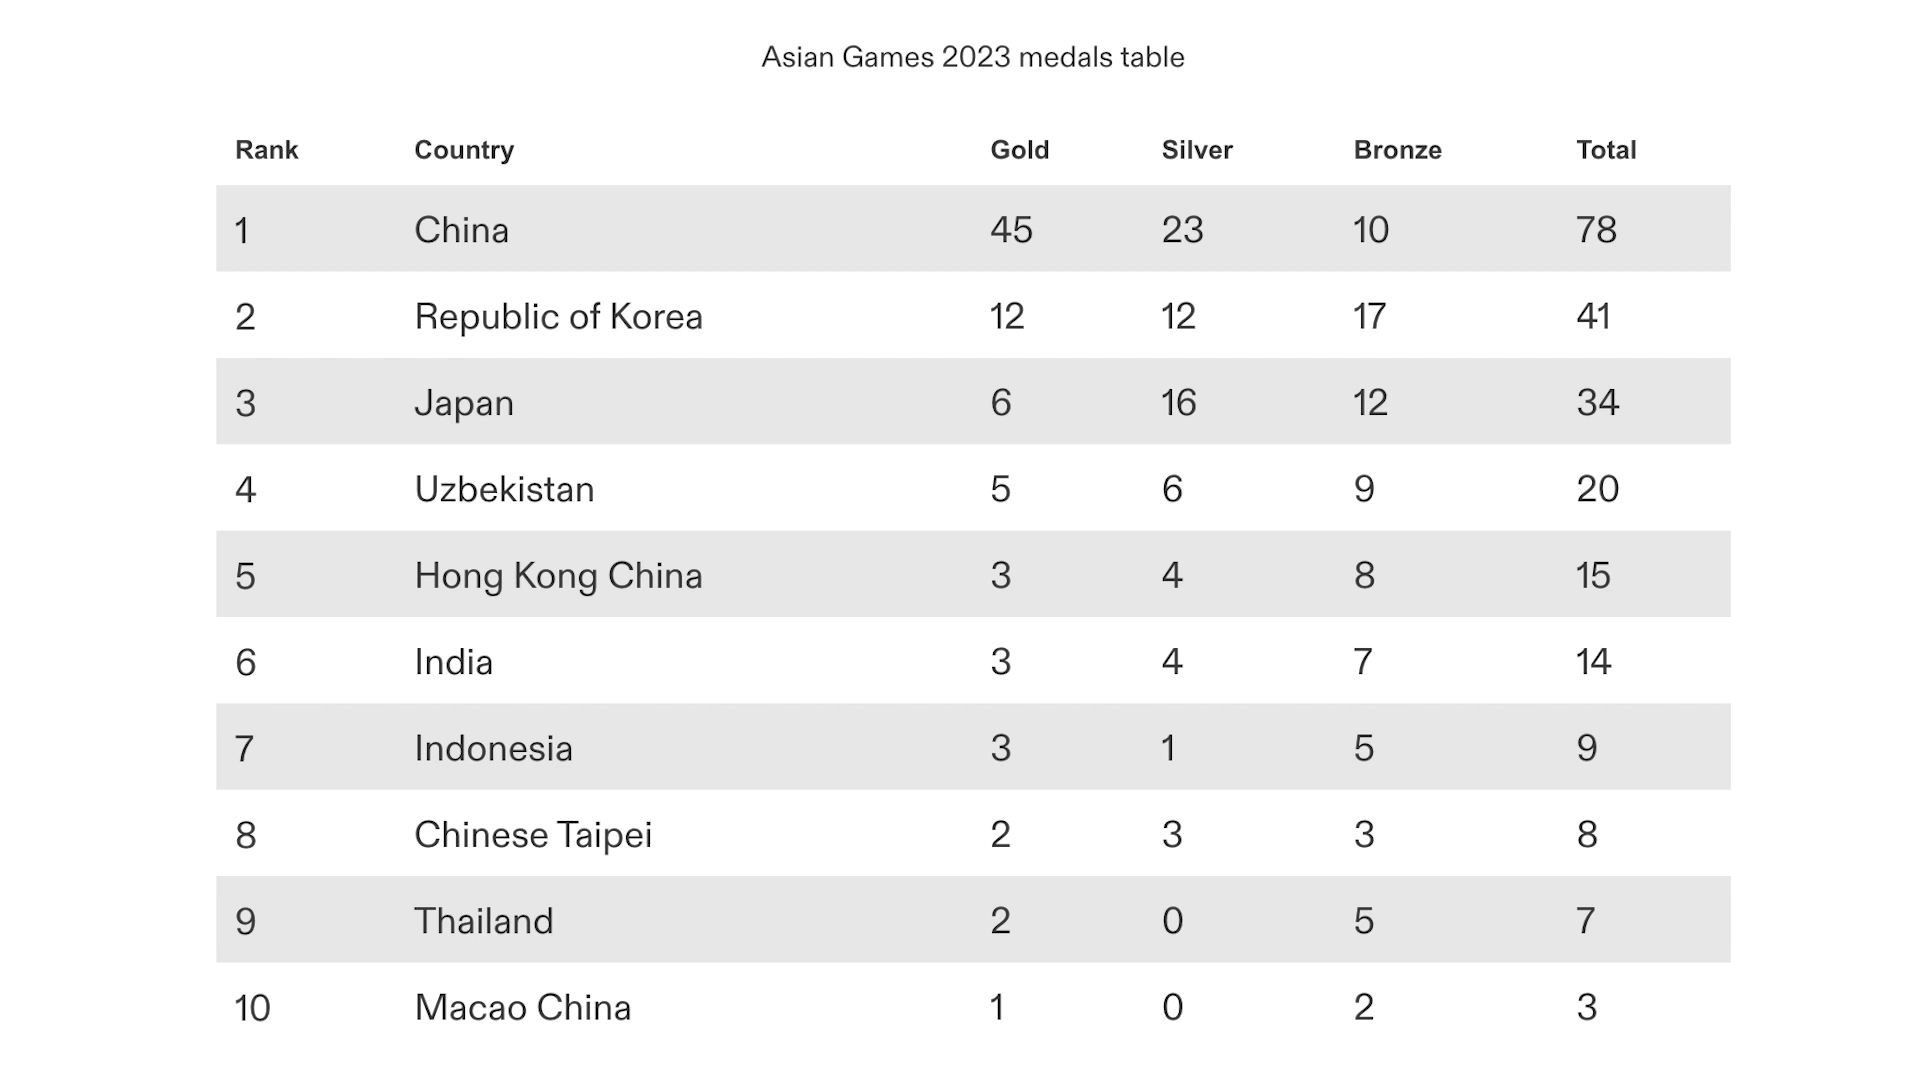 Asian Games 2023 medals table
Rank Country Gold Silver Bronze Total
1 China 45 23 10 78
2 Republic of Korea 12 12 17 41
3 Japan 6 16 12 34
4 Uzbekistan 5 6 9 20
5 Hong Kong China 3 4 8 15
6 India 3 4 7 14
7 Indonesia 3 1 5 9
8 Chinese Taipei 2 3 3 8
9 Thailand 2 0 5 7
10 Macao China 1 0 2 3